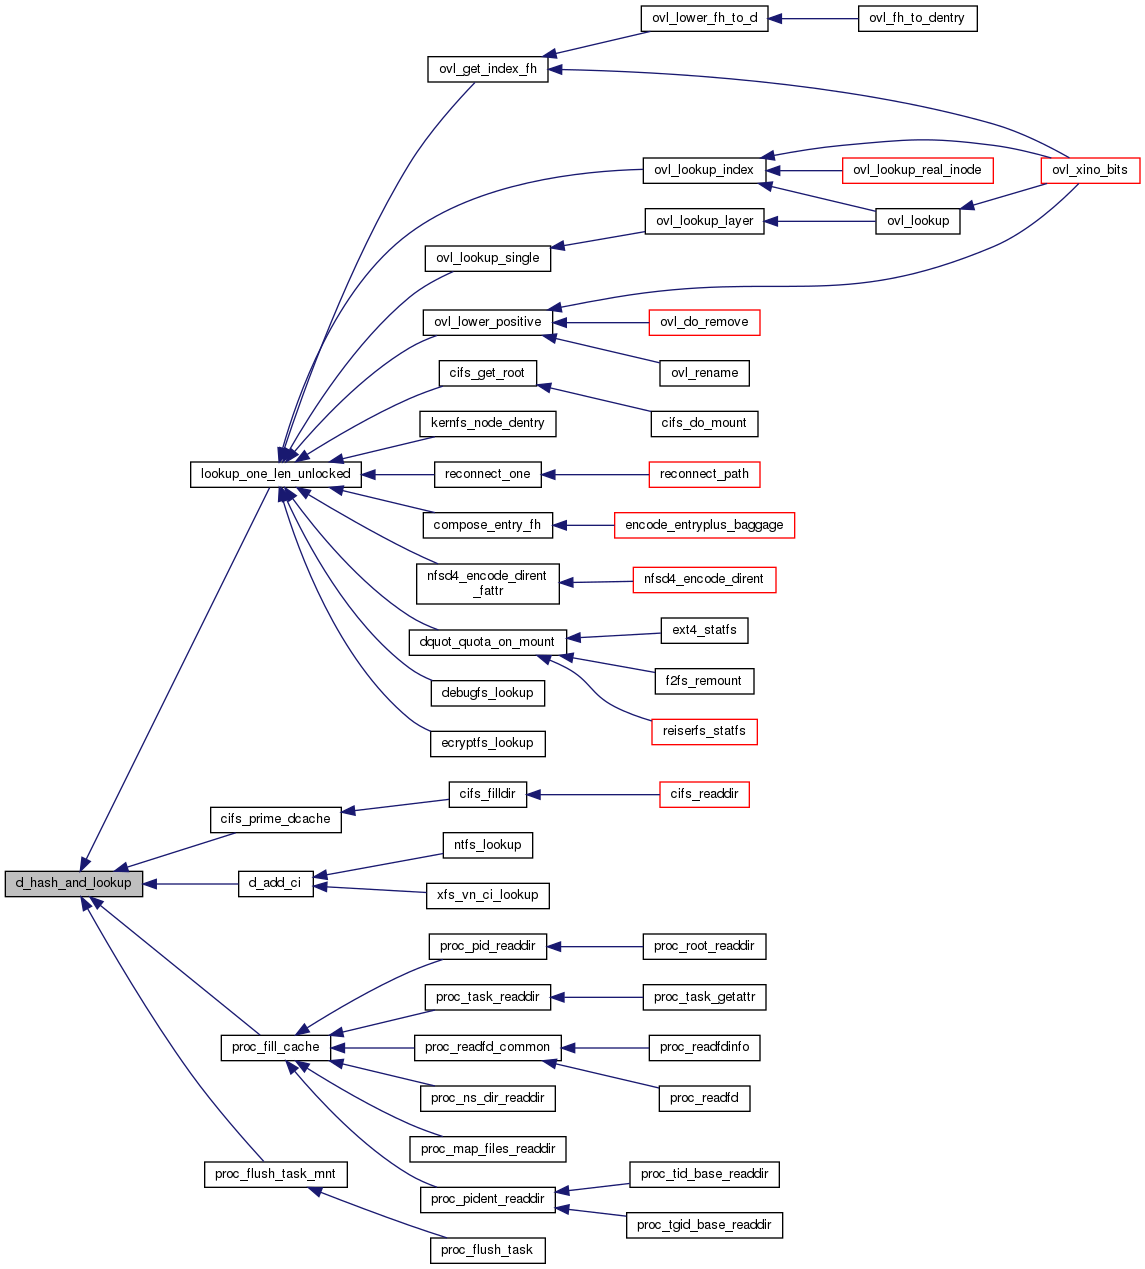 ovl_lower_fh_to_d
ovl_fh_to_dentry
ovl_get_index_fh
ovl_lookup_index
ovl_lookup_real_inode
ovl_xino_bits
ovl_lookup_layer
ovl_lookup
ovl_lookup_single
ovl_lower_positive
ovl_do_remove
cifs_get_root
ovl_rename
kernfs_node_dentry
cifs_do_mount
lookup_one_len_unlocked
reconnect_one
reconnect_path
compose_entry_fh
encode_entryplus_baggage
nfsd4_encode_dirent
_fattr
nfsd4_encode_dirent
dquot_quota_on_mount
ext4_statfs
debugfs_lookup
f2fs_remount
ecryptfs_lookup
reiserfs_statfs
cifs_prime_dcache
cifs_filldir
cifs_readdir
ntfs_lookup
d_hash_and_lookup
d_add_ci
xfs_vn_ci_lookup
proc_pid_readdir
proc_root_readdir
proc_task_readdir
proc_task_getattr
proc_fill_cache
proc_readfd_common
proc_readfdinfo
proc_ns_dir_readdir
proc_readfd
proc_map_files_readdir
proc_flush_task_mnt
proc_pident_readdir
proc_tid_base_readdir
proc_tgid_base_readdir
proc_flush_task